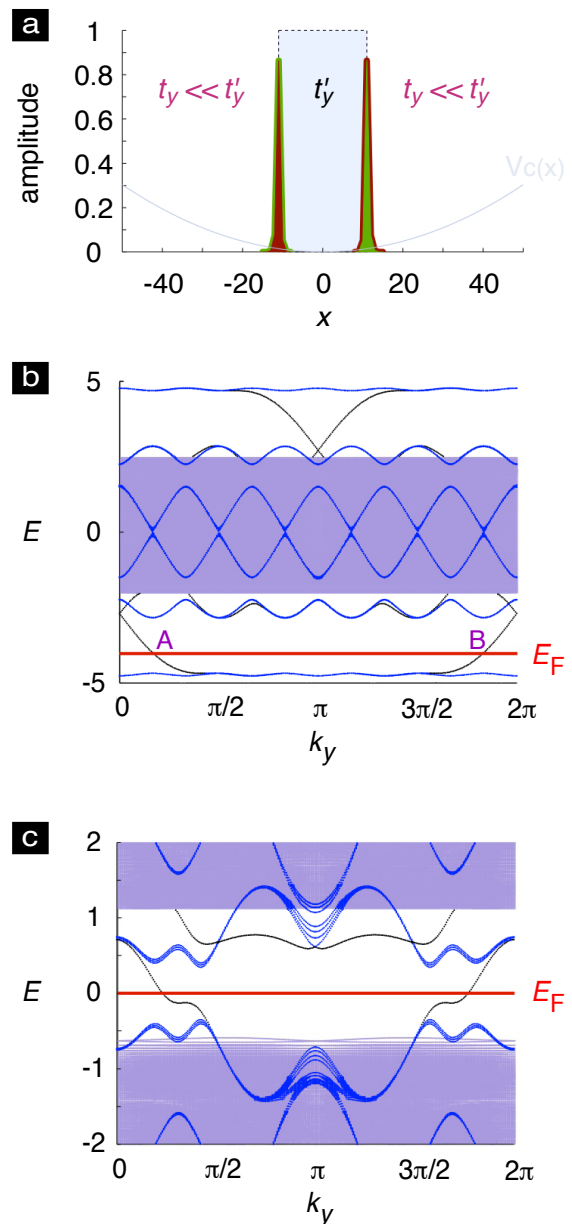 a
1
0.8
0.6
0.4
0.2
0
amplitude
t_y << t'_y
t'_y
t_y << t'_y
Vc(x)
-40 -20 0 20 40
x
b
5
0
-5
E
A
B
E_F
0 π/2 π 3π/2 2π
k_y
c
2
1
0
-1
-2
E
E_F
0 π/2 π 3π/2 2π
k_y